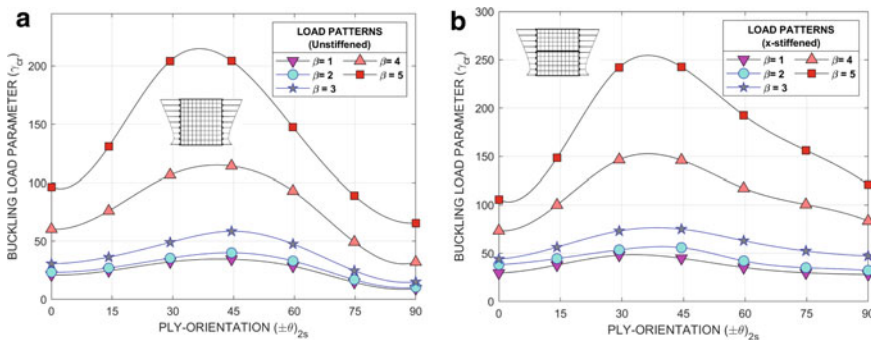 a
LOAD PATTERNS
(Unstiffened)
β= 1
β= 4
β= 2
β= 5
β= 3
BUCKLING LOAD PARAMETER (γcr)
200
150
100
50
0
0 15 30 45 60 75 90
PLY-ORIENTATION (±θ)2s
b
LOAD PATTERNS
(x-stiffened)
β= 1
β= 4
β= 2
β= 5
β = 3
BUCKLING LOAD PARAMETER (γcr)
300
250
200
150
100
50
0
0 15 30 45 60 75 90
PLY-ORIENTATION (±θ)2s